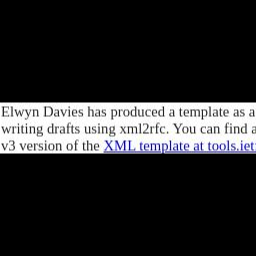 Elwyn Davies has produced a template as a
writing drafts using xml2rfc. You can find a
v3 version of the XML template at tools.iet